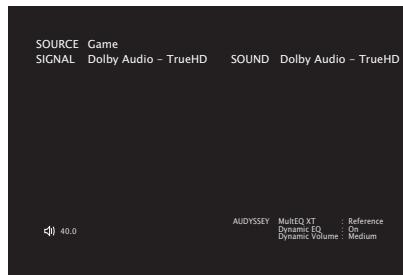 SOURCE Game
SIGNAL Dolby Audio – TrueHD SOUND Dolby Audio – TrueHD
AUDYSSEY MultEQ XT : Reference
Dynamic EQ : On
Dynamic Volume : Medium
40.0